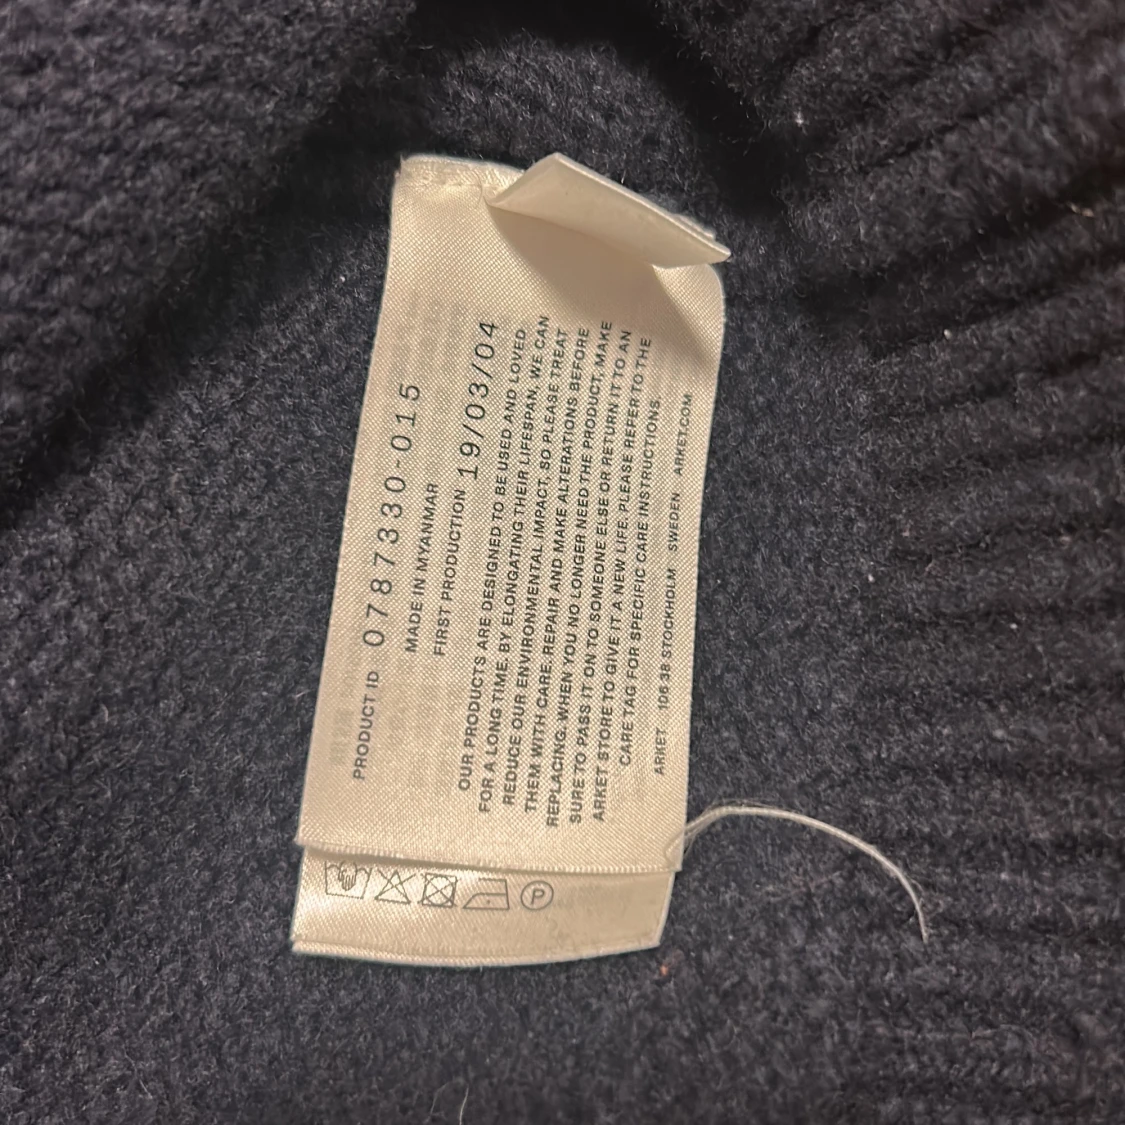 PRODUCT ID 0787330-015
MADE IN MYANMAR
FIRST PRODUCTION 19/03/04
OUR PRODUCTS ARE DESIGNED TO BE USED AND LOVED
FOR A LONG TIME. BY ELONGATING THEIR LIFESPAN, WE CAN
REDUCE OUR ENVIRONMENTAL IMPACT, SO PLEASE TREAT
THEM WITH CARE. REPAIR AND MAKE ALTERATIONS BEFORE
REPLACING. WHEN YOU NO LONGER NEED THE PRODUCT, MAKE
SURE TO PASS IT ON TO SOMEONE ELSE OR RETURN IT TO AN
ARKET STORE TO GIVE IT A NEW LIFE. PLEASE REFER TO THE
CARE TAG FOR SPECIFIC CARE INSTRUCTIONS.
ARKET 106 38 STOCKHOLM SWEDEN ARKET.COM
P